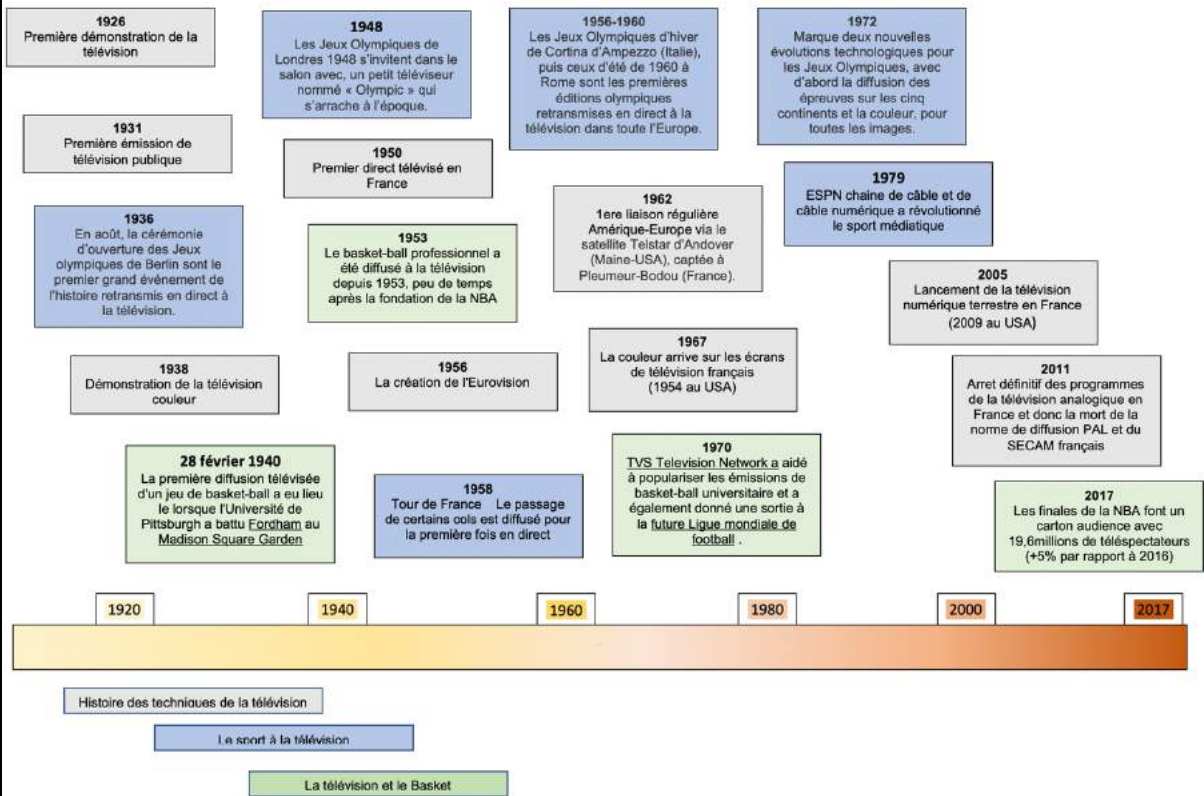 1926
Première démonstration de la
télévision
1931
Première émission de
télévision publique
1936
En août, la cérémonie
d'ouverture des Jeux
olympiques de Berlin sont le
premier grand événement de
l'histoire retransmis en direct à
la télévision.
1938
Démonstration de la télévision
couleur
28 février 1940
La première diffusion télévisée
d'un jeu de basket-ball a eu lieu
le lorsque l'Université de
Pittsburgh a battu Fordham au
Madison Square Garden
1948
Les Jeux Olympiques de
Londres 1948 s'invitent dans le
salon avec, un petit téléviseur
nommé « Olympic » qui
s'arrache à l'époque.
1950
Premier direct télévisé en
France
1953
Le basket-ball professionnel a
été diffusé à la télévision
depuis 1953, peu de temps
après la fondation de la NBA
1956
La création de l'Eurovision
1958
Tour de France Le passage
de certains cols est diffusé pour
la première fois en direct
1956-1960
Les Jeux Olympiques d'hiver
de Cortina d'Ampezzo (Italie),
puis ceux d'été de 1960 à
Rome sont les premières
éditions olympiques
retransmises en direct à la
télévision dans toute l'Europe.
1962
1ere liaison régulière
Amérique-Europe via le
satellite Telstar d'Andover
(Maine-USA), captée à
Pleumeur-Bodou (France).
1967
La couleur arrive sur les écrans
de télévision français
(1954 au USA)
1970
TVS Television Network a aidé
à populariser les émissions de
basket-ball universitaire et a
également donné une sortie à
la future Ligue mondiale de
football .
1972
Marque deux nouvelles
évolutions technologiques pour
les Jeux Olympiques, avec
d'abord la diffusion des
épreuves sur les cinq
continents et la couleur, pour
toutes les images.
1979
ESPN chaine de câble et de
câble numérique a révolutionné
le sport médiatique
2005
Lancement de la télévision
numérique terrestre en France
(2009 au USA)
2011
Arret définitif des programmes
de la télévision analogique en
France et donc la mort de la
norme de diffusion PAL et du
SECAM français
2017
Les finales de la NBA font un
carton audience avec
19,6millions de téléspectateurs
(+5% par rapport à 2016)
1920
1940
1960
1980
2000
2017
Histoire des techniques de la télévision
Le sport à la télévision
La télévision et le Basket